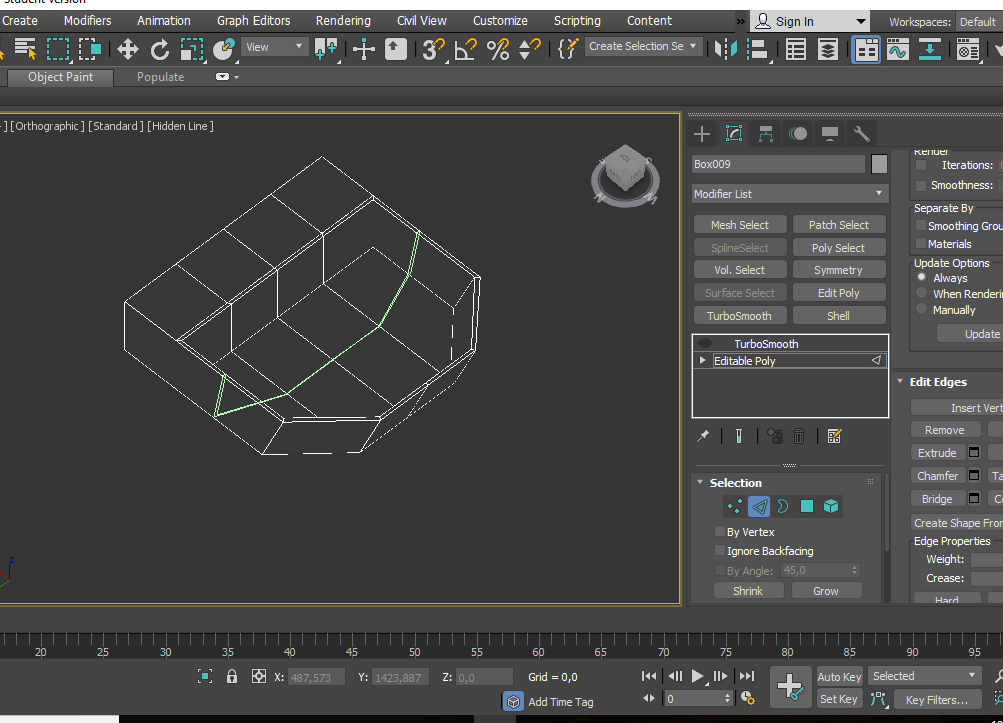 Student Version
Create Modifiers Animation Graph Editors Rendering Civil View Customize Scripting Content » Sign In Workspaces: Default
View 3 Create Selection Se
Object Paint Populate
] [Orthographic ] [Standard ] [Hidden Line ]
Box009
Modifier List
Mesh Select Patch Select
SplineSelect Poly Select
Vol. Select Symmetry
Surface Select Edit Poly
TurboSmooth Shell
TurboSmooth
Editable Poly
Selection
By Vertex
Ignore Backfacing
By Angle: 45,0
Shrink Grow
Render
Iterations:
Smoothness:
Separate By
Smoothing Grou
Materials
Update Options
Always
When Renderin
Manually
Update
Edit Edges
Insert Vert
Remove
Extrude
Chamfer Ta
Bridge Co
Create Shape Fron
Edge Properties
Weight:
Crease:
Hard
z
20 25 30 35 40 45 50 55 60 65 70 75 80 85 90 95
X: 487,573 Y: 1423,887 Z: 0,0 Grid = 0,0 Auto Key Selected
Add Time Tag 0 Set Key Key Filters...